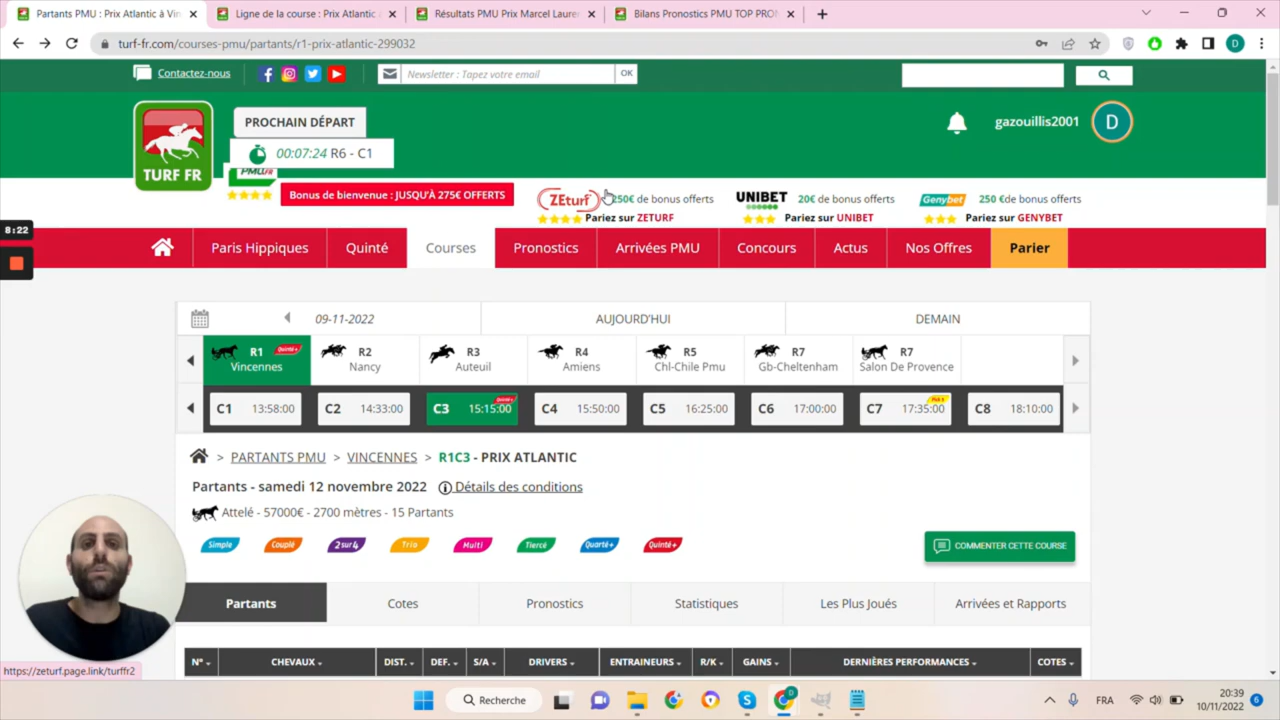 Partants PMU : Prix Atlantic à Vin
Ligne de la course : Prix Atlantic à
Résultats PMU Prix Marcel Laure
Bilans Pronostics PMU TOP PRON
turf-fr.com/courses-pmu/partants/r1-prix-atlantic-299032
D
Contactez-nous
Newsletter : Tapez votre email
OK
TURF FR
PROCHAIN DÉPART
00:07:24 R6 - C1
gazouillis2001
D
PMU.FR
Bonus de bienvenue : JUSQU'À 275€ OFFERTS
ZEturf 250€ de bonus offerts
Pariez sur ZETURF
UNIBET 20€ de bonus offerts
Pariez sur UNIBET
Genybet 250 € de bonus offerts
Pariez sur GENYBET
8:22
Paris Hippiques
Quinté
Courses
Pronostics
Arrivées PMU
Concours
Actus
Nos Offres
Parier
09-11-2022
AUJOURD'HUI
DEMAIN
R1 Quinté+
Vincennes
R2
Nancy
R3
Auteuil
R4
Amiens
R5
Chl-Chile Pmu
R7
Gb-Cheltenham
R7
Salon De Provence
C1 13:58:00
C2 14:33:00
C3 15:15:00 Quinté+
C4 15:50:00
C5 16:25:00
C6 17:00:00
C7 17:35:00
C8 18:10:00
> PARTANTS PMU > VINCENNES > R1C3 - PRIX ATLANTIC
Partants - samedi 12 novembre 2022 Détails des conditions
Attelé - 57000€ - 2700 mètres - 15 Partants
Simple
Couplé
2sur4
Trio
Multi
Tiercé
Quarté+
Quinté+
COMMENTER CETTE COURSE
Partants
Cotes
Pronostics
Statistiques
Les Plus Joués
Arrivées et Rapports
N°
CHEVAUX
DIST.
DEF.
S/A
DRIVERS
ENTRAINEURS
R/K
GAINS
DERNIÈRES PERFORMANCES
COTES
https://zeturf.page.link/turffr2
Recherche
FRA
20:39
10/11/2022
6